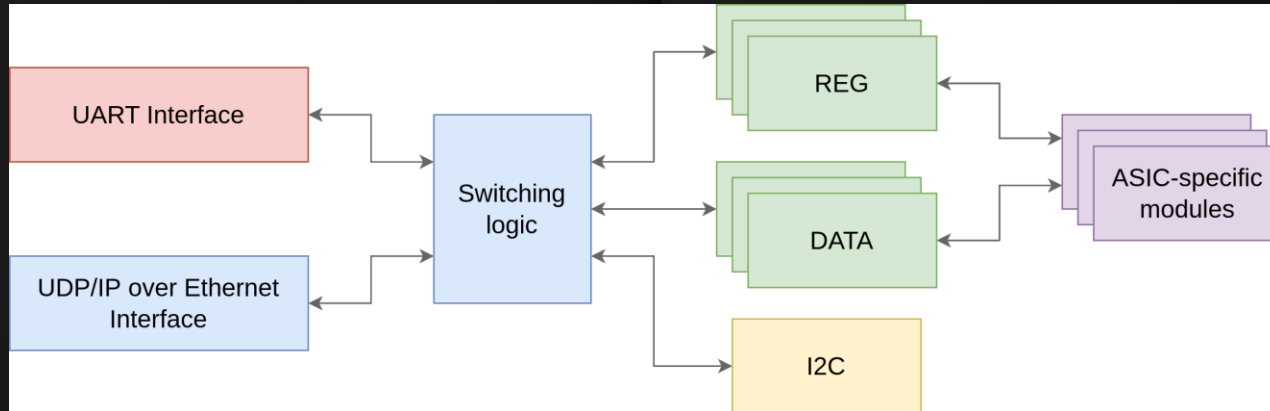 UART Interface
UDP/IP over Ethernet
Interface
Switching
logic
REG
DATA
I2C
ASIC-specific
modules